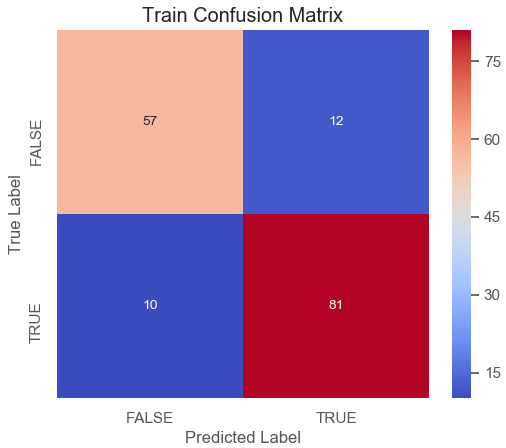 Train Confusion Matrix
True Label
FALSE
TRUE
57
12
10
81
FALSE
TRUE
Predicted Label
75
60
45
30
15